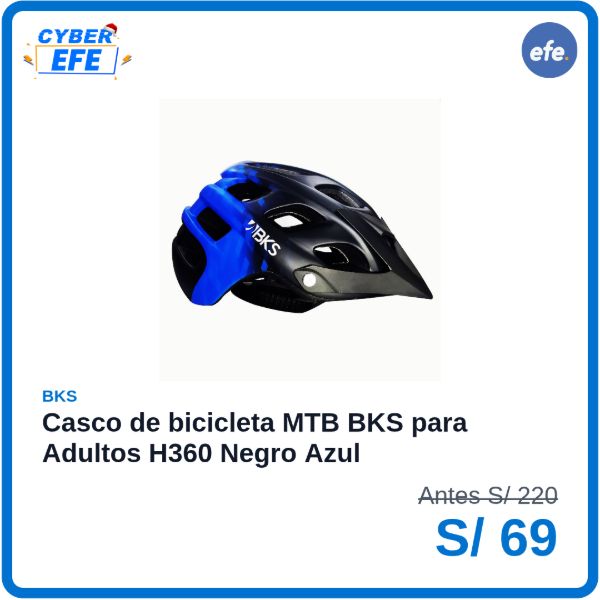 CYBER
EFE
efe.
BKS
BKS
Casco de bicicleta MTB BKS para
Adultos H360 Negro Azul
Antes S/ 220
S/ 69